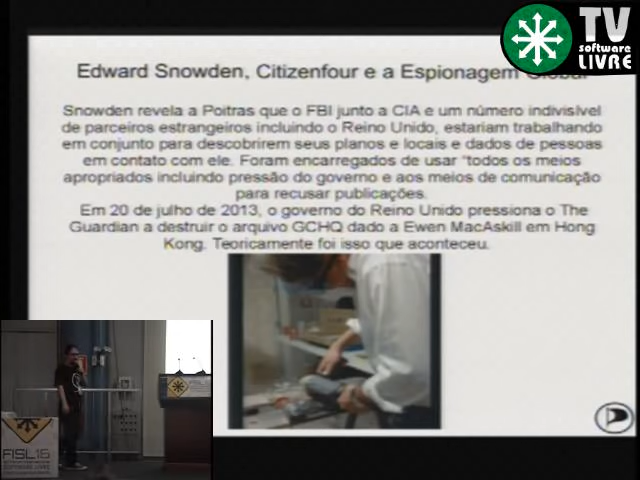 TV
software
LIVRE
Edward Snowden, Citizenfour e a Espionagem Global
Snowden revela a Poitras que o FBI junto a CIA e um número indivisível
de parceiros estrangeiros incluindo o Reino Unido, estariam trabalhando
em conjunto para descobrirem seus planos e locais e dados de pessoas
em contato com ele. Foram encarregados de usar "todos os meios
apropriados incluindo pressão do governo e aos meios de comunicação
para recusar publicações.
Em 20 de julho de 2013, o governo do Reino Unido pressiona o The
Guardian a destruir o arquivo GCHQ dado a Ewen MacAskill em Hong
Kong. Teoricamente foi isso que aconteceu.
FISL16
SOFTWARE LIVRE
FISL16